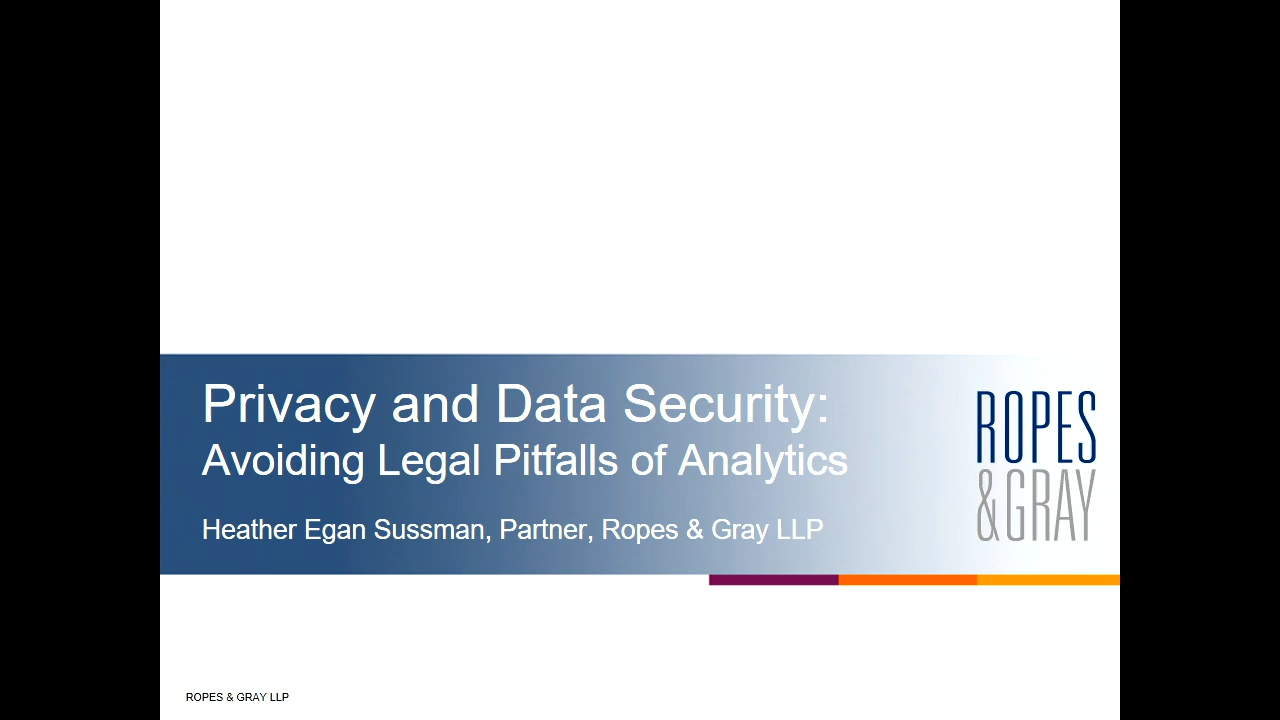 Privacy and Data Security:
Avoiding Legal Pitfalls of Analytics
Heather Egan Sussman, Partner, Ropes & Gray LLP
ROPES
& GRAY
ROPES & GRAY LLP